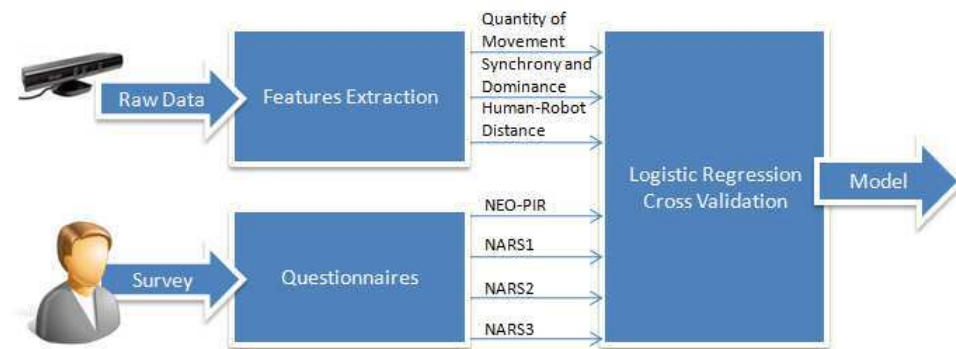 Raw Data
Features Extraction
Quantity of
Movement
Synchrony and
Dominance
Human-Robot
Distance
Survey
Questionnaires
NEO-PIR
NARS1
NARS2
NARS3
Logistic Regression
Cross Validation
Model